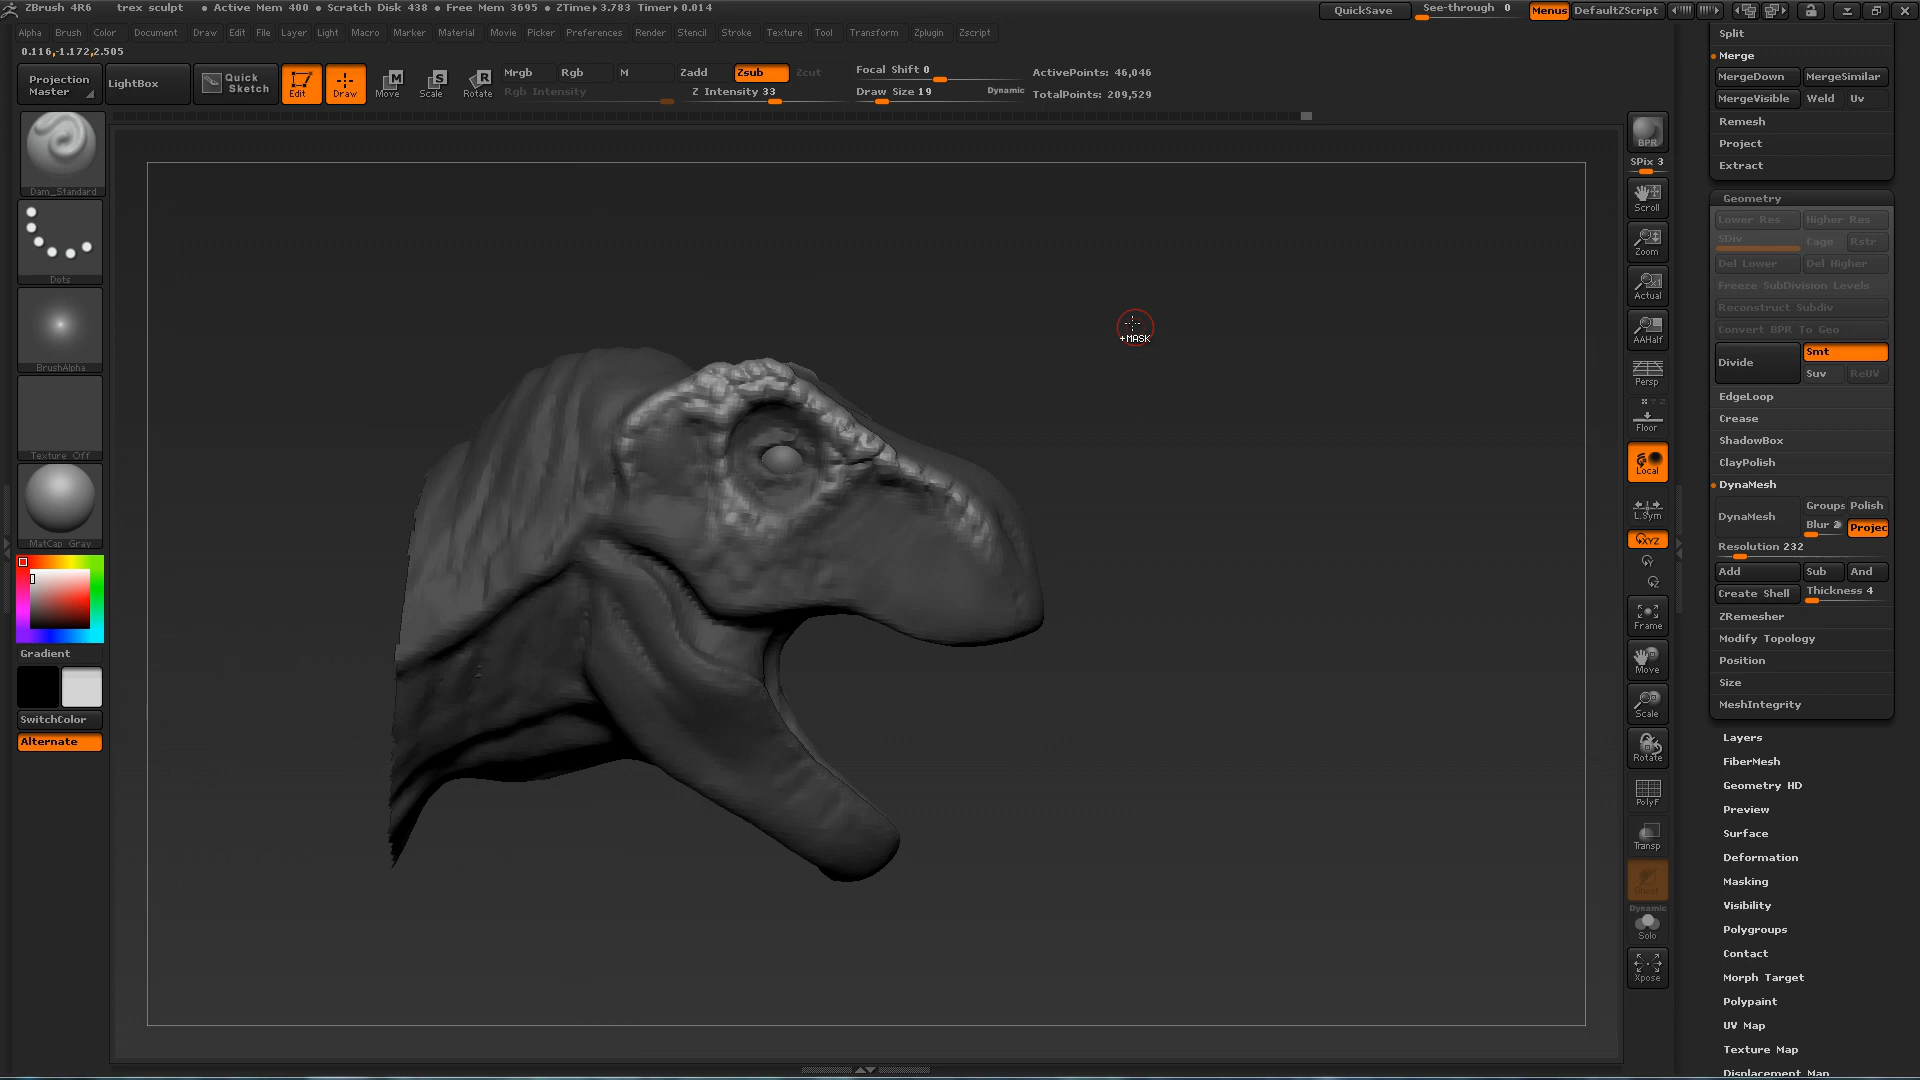 ZBrush 4R6 trex sculpt ● Active Mem 400 ● Scratch Disk 438 ● Free Mem 3695 ● ZTime▸3.783 Timer▸0.014
QuickSave See-through 0 Menus DefaultZScript
Alpha Brush Color Document Draw Edit File Layer Light Macro Marker Material Movie Picker Preferences Render Stencil Stroke Texture Tool Transform Zplugin Zscript
0.116,-1.172,2.505
Projection Master
LightBox
Quick Sketch
Edit Draw Move Scale Rotate
Mrgb Rgb M Zadd Zsub Zcut
Rgb Intensity Z Intensity 33
Focal Shift 0
Draw Size 19 Dynamic
ActivePoints: 46,046
TotalPoints: 209,529
Dam_Standard
Dots
BrushAlpha
Texture Off
MatCap Gray
Gradient
SwitchColor
Alternate
+MASK
BPR
SPix 3
Scroll
Zoom
Actual
AAHalf
Persp
Floor
Local
L.Sym
XYZ
Y
Z
Frame
Move
Scale
Rotate
PolyF
Transp
Ghost
Dynamic
Solo
Xpose
Split
Merge
MergeDown MergeSimilar
MergeVisible Weld Uv
Remesh
Project
Extract
Geometry
Lower Res Higher Res
SDiv Cage Rstr
Del Lower Del Higher
Freeze SubDivision Levels
Reconstruct Subdiv
Convert BPR To Geo
Divide Smt
Suv ReUV
EdgeLoop
Crease
ShadowBox
ClayPolish
DynaMesh
DynaMesh Groups Polish
Blur 2 Projec
Resolution 232
Add Sub And
Create Shell Thickness 4
ZRemesher
Modify Topology
Position
Size
MeshIntegrity
Layers
FiberMesh
Geometry HD
Preview
Surface
Deformation
Masking
Visibility
Polygroups
Contact
Morph Target
Polypaint
UV Map
Texture Map
Displacement Map